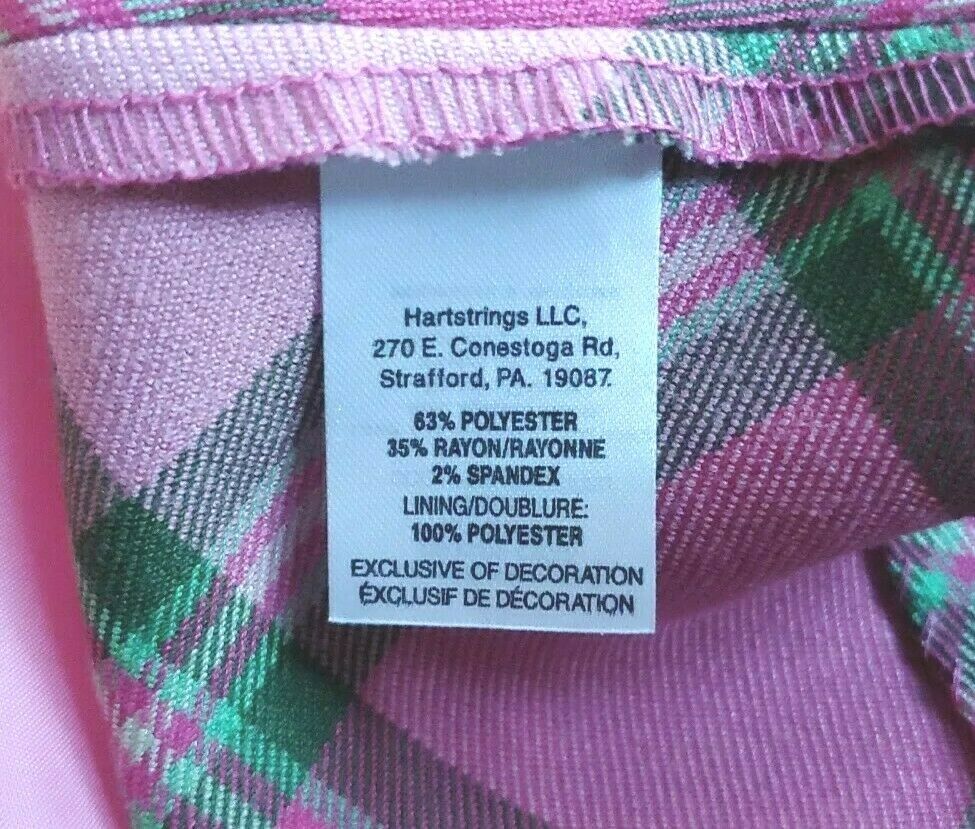 Hartstrings LLC,
270 E. Conestoga Rd,
Strafford, PA. 19087.
63% POLYESTER
35% RAYON/RAYONNE
2% SPANDEX
LINING/DOUBLURE:
100% POLYESTER
EXCLUSIVE OF DECORATION
EXCLUSIF DE DÉCORATION